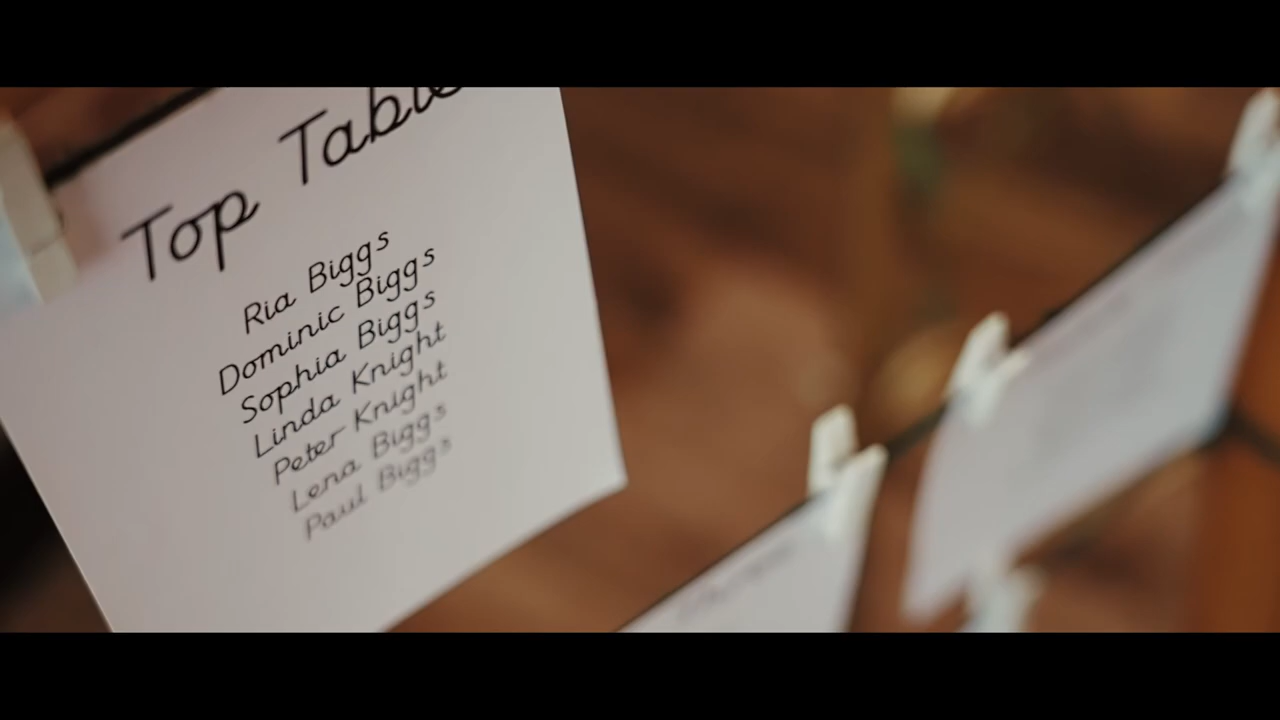 Top Table
Ria Biggs
Dominic Biggs
Sophia Biggs
Linda Knight
Peter Knight
Lena Biggs
Paul Biggs